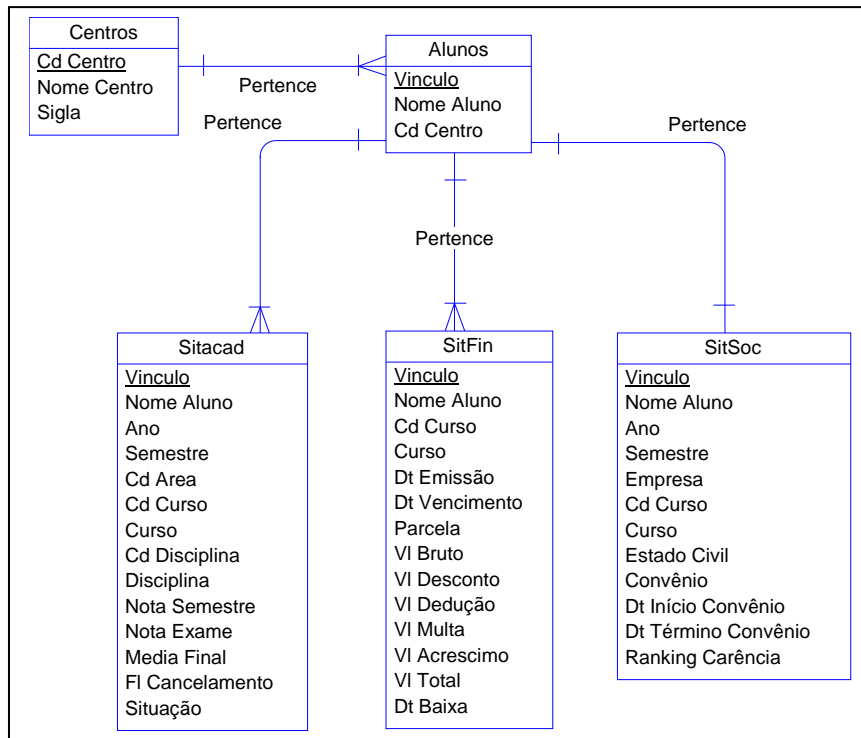 Centros
Cd Centro
Nome Centro
Sigla
Pertence
Alunos
Vinculo
Nome Aluno
Cd Centro
Pertence
Pertence
Pertence
Sitacad
Vinculo
Nome Aluno
Ano
Semestre
Cd Area
Cd Curso
Curso
Cd Disciplina
Disciplina
Nota Semestre
Nota Exame
Media Final
Fl Cancelamento
Situação
SitFin
Vinculo
Nome Aluno
Cd Curso
Curso
Dt Emissão
Dt Vencimento
Parcela
Vl Bruto
Vl Desconto
Vl Dedução
Vl Multa
Vl Acrescimo
Vl Total
Dt Baixa
SitSoc
Vinculo
Nome Aluno
Ano
Semestre
Empresa
Cd Curso
Curso
Estado Civil
Convênio
Dt Início Convênio
Dt Término Convênio
Ranking Carência